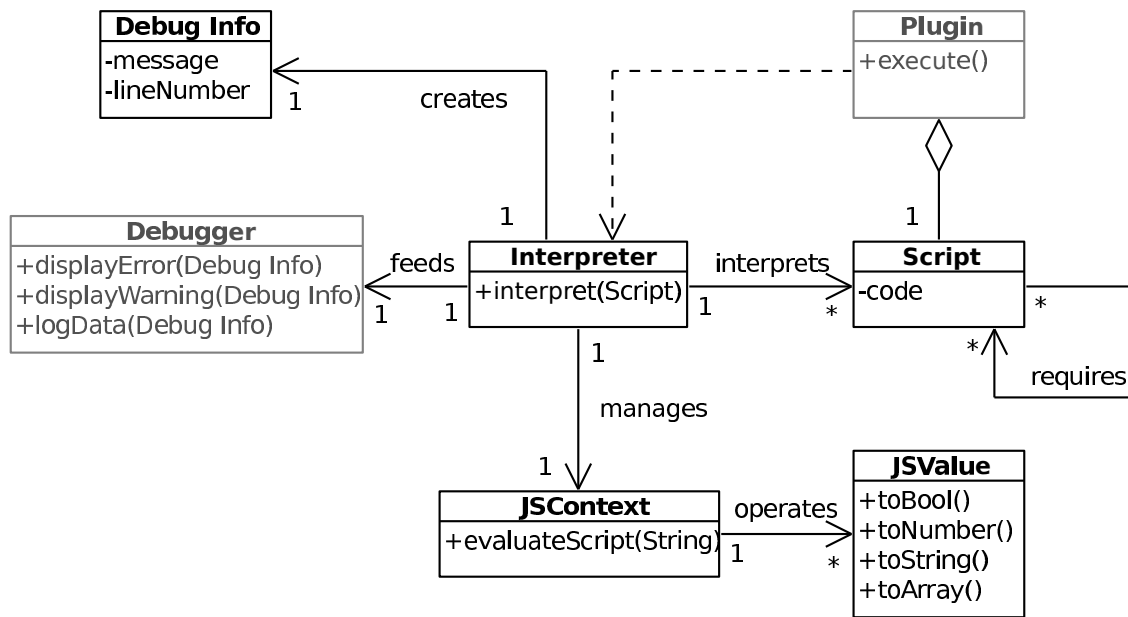 Debug Info
-message
-lineNumber
1
creates
1
Plugin
+execute()
1
Debugger
+displayError(Debug Info)
+displayWarning(Debug Info)
+logData(Debug Info)
feeds
1
1
Interpreter
+interpret(Script)
interprets
1
*
Script
-code
*
*
requires
1
manages
1
JSContext
+evaluateScript(String)
operates
1
*
JSValue
+toBool()
+toNumber()
+toString()
+toArray()